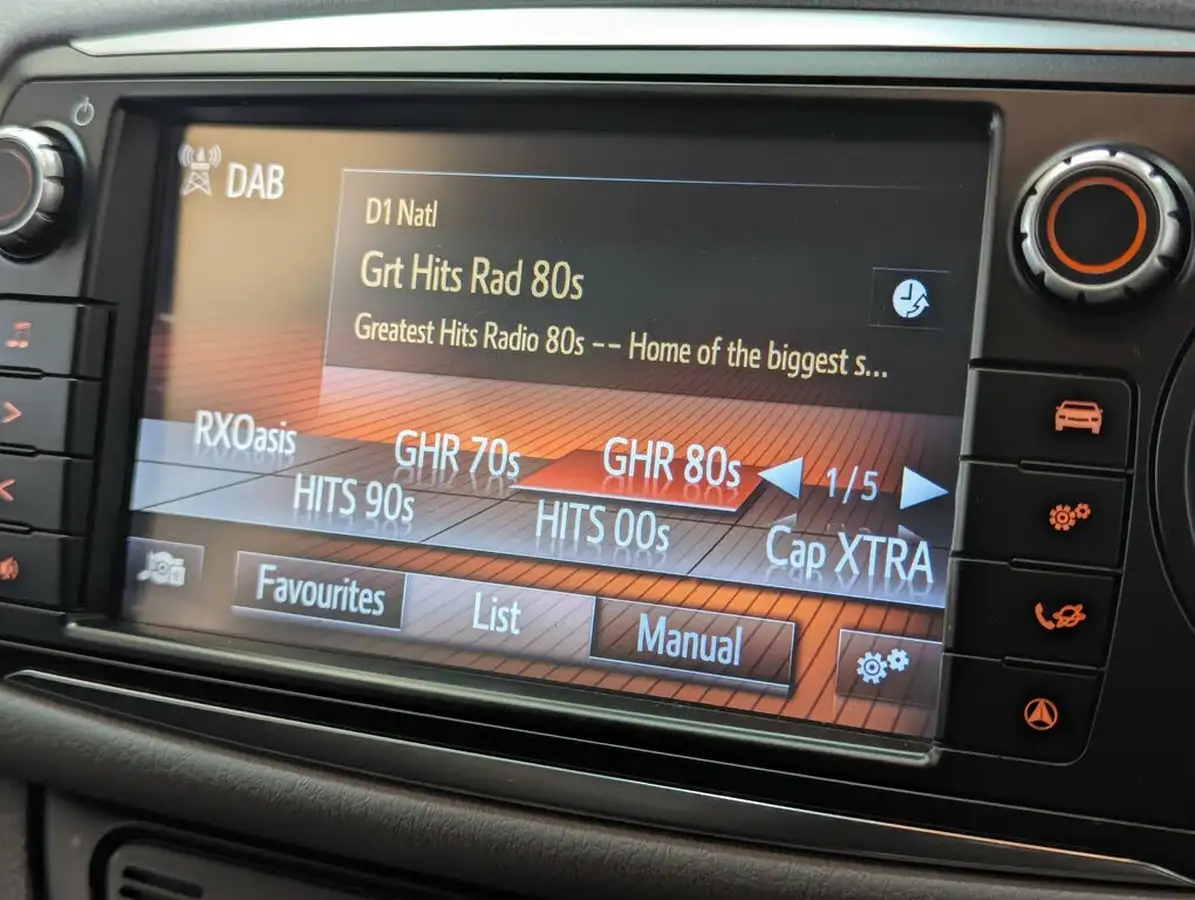 DAB
D1 Natl
Grt Hits Rad 80s
Greatest Hits Radio 80s -- Home of the biggest s...
RXOasis GHR 70s GHR 80s 1/5
HITS 90s HITS 00s Cap XTRA
Favourites List Manual